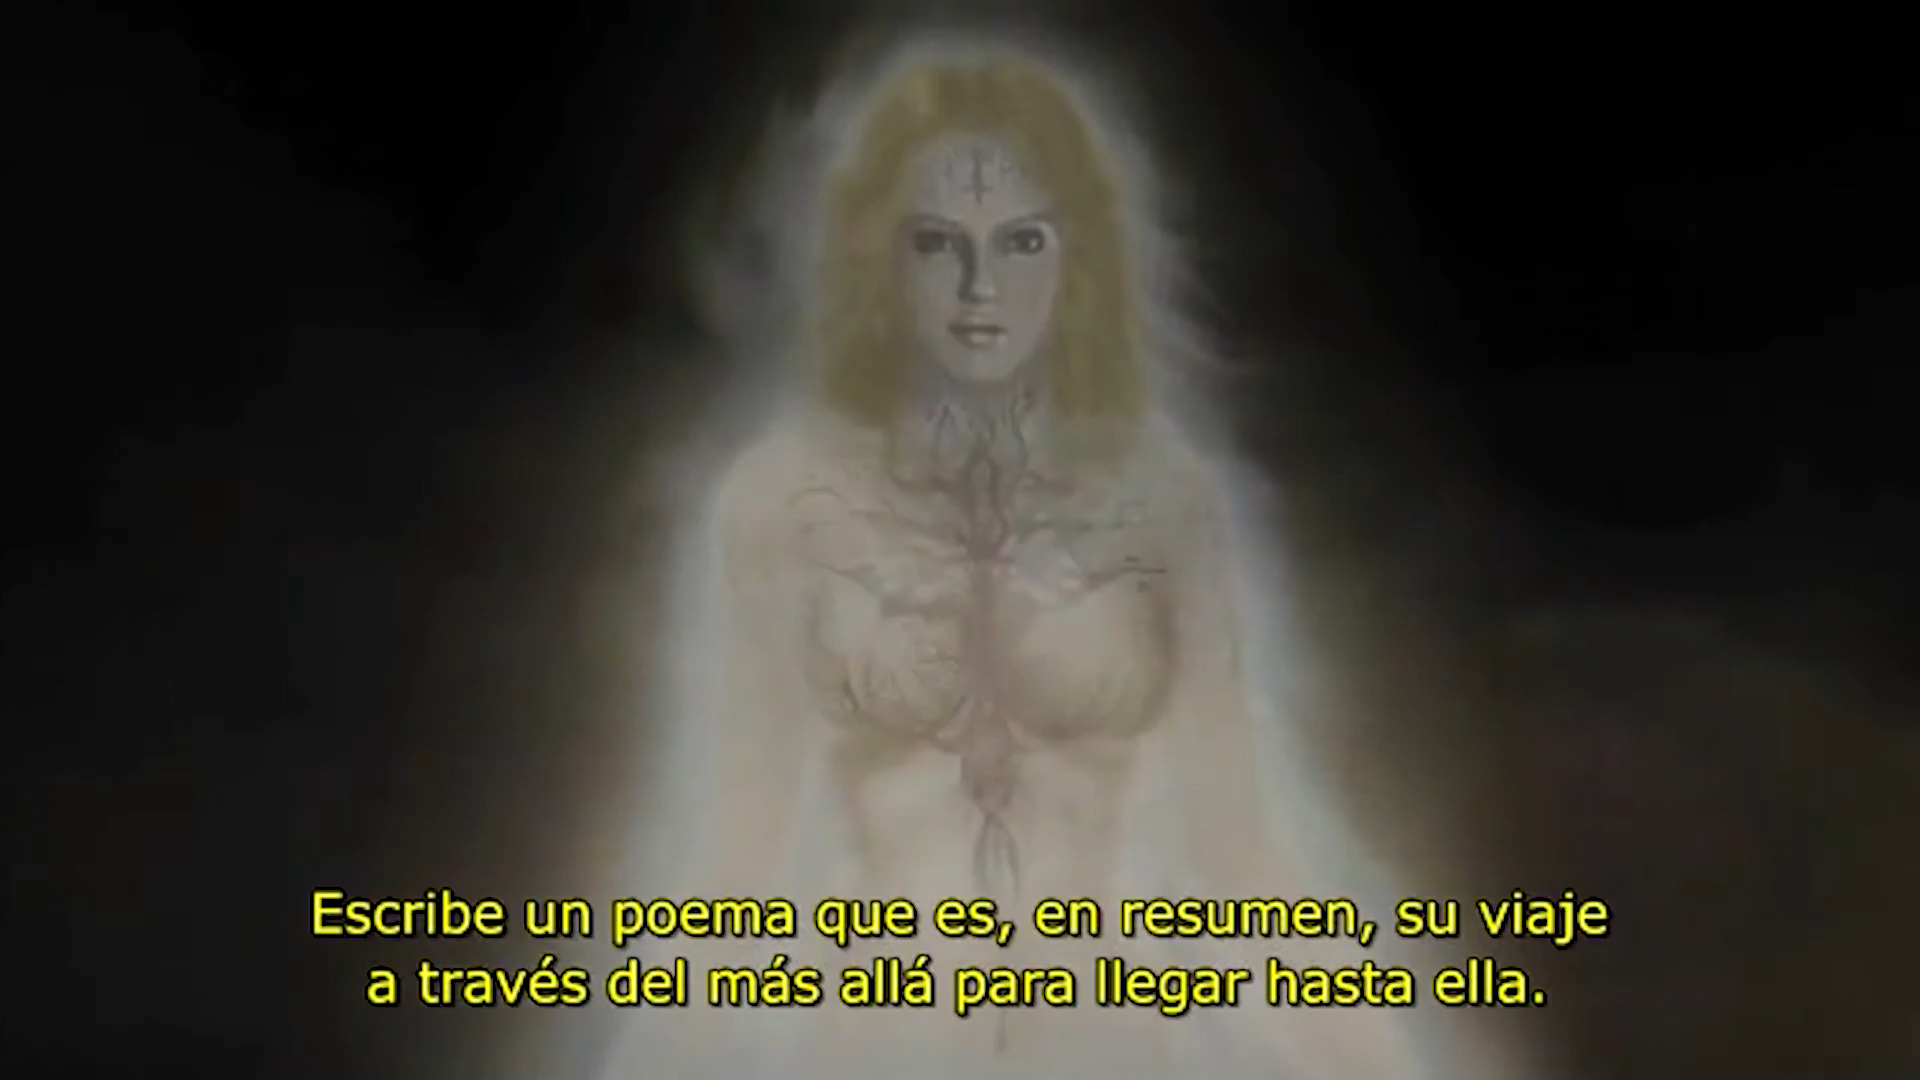 Escribe un poema que es, en resumen, su viaje
a través del más allá para llegar hasta ella.